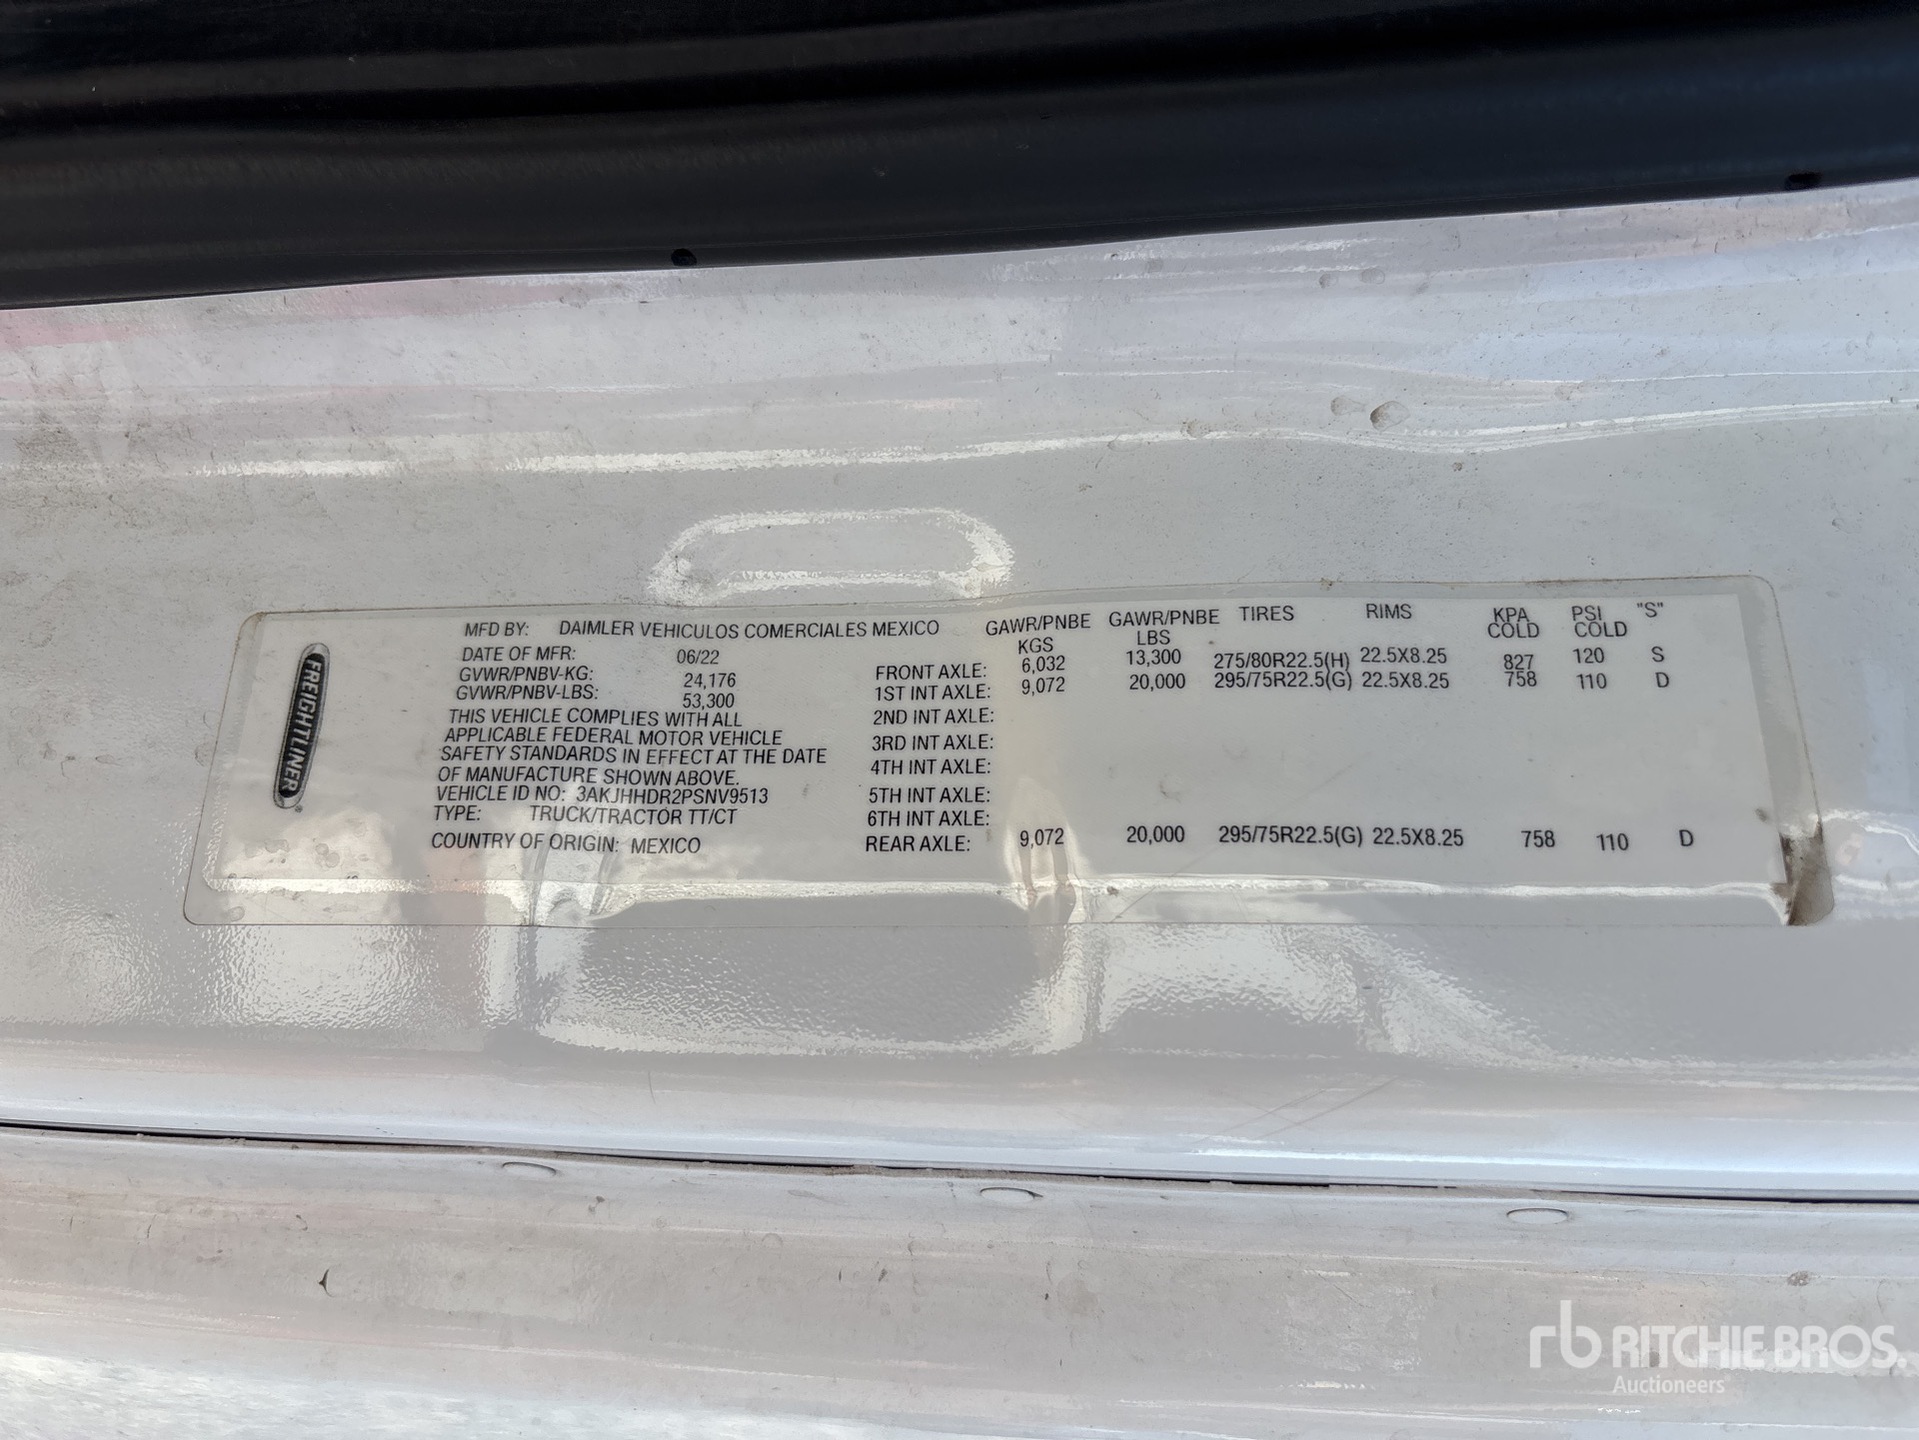 FREIGHTLINER®
MFD BY: DAIMLER VEHICULOS COMERCIALES MEXICO
DATE OF MFR: 06/22
GVWR/PNBV-KG: 24,176
GVWR/PNBV-LBS: 53,300
THIS VEHICLE COMPLIES WITH ALL
APPLICABLE FEDERAL MOTOR VEHICLE
SAFETY STANDARDS IN EFFECT AT THE DATE
OF MANUFACTURE SHOWN ABOVE.
VEHICLE ID NO: 3AKJHHDR2PSNV9513
TYPE: TRUCK/TRACTOR TT/CT
COUNTRY OF ORIGIN: MEXICO
GAWR/PNBE GAWR/PNBE TIRES RIMS KPA PSI "S"
KGS LBS COLD COLD
FRONT AXLE: 6,032 13,300 275/80R22.5(H) 22.5X8.25 827 120 S
1ST INT AXLE: 9,072 20,000 295/75R22.5(G) 22.5X8.25 758 110 D
2ND INT AXLE:
3RD INT AXLE:
4TH INT AXLE:
5TH INT AXLE:
6TH INT AXLE:
REAR AXLE: 9,072 20,000 295/75R22.5(G) 22.5X8.25 758 110 D
rb RITCHIE BROS.
Auctioneers